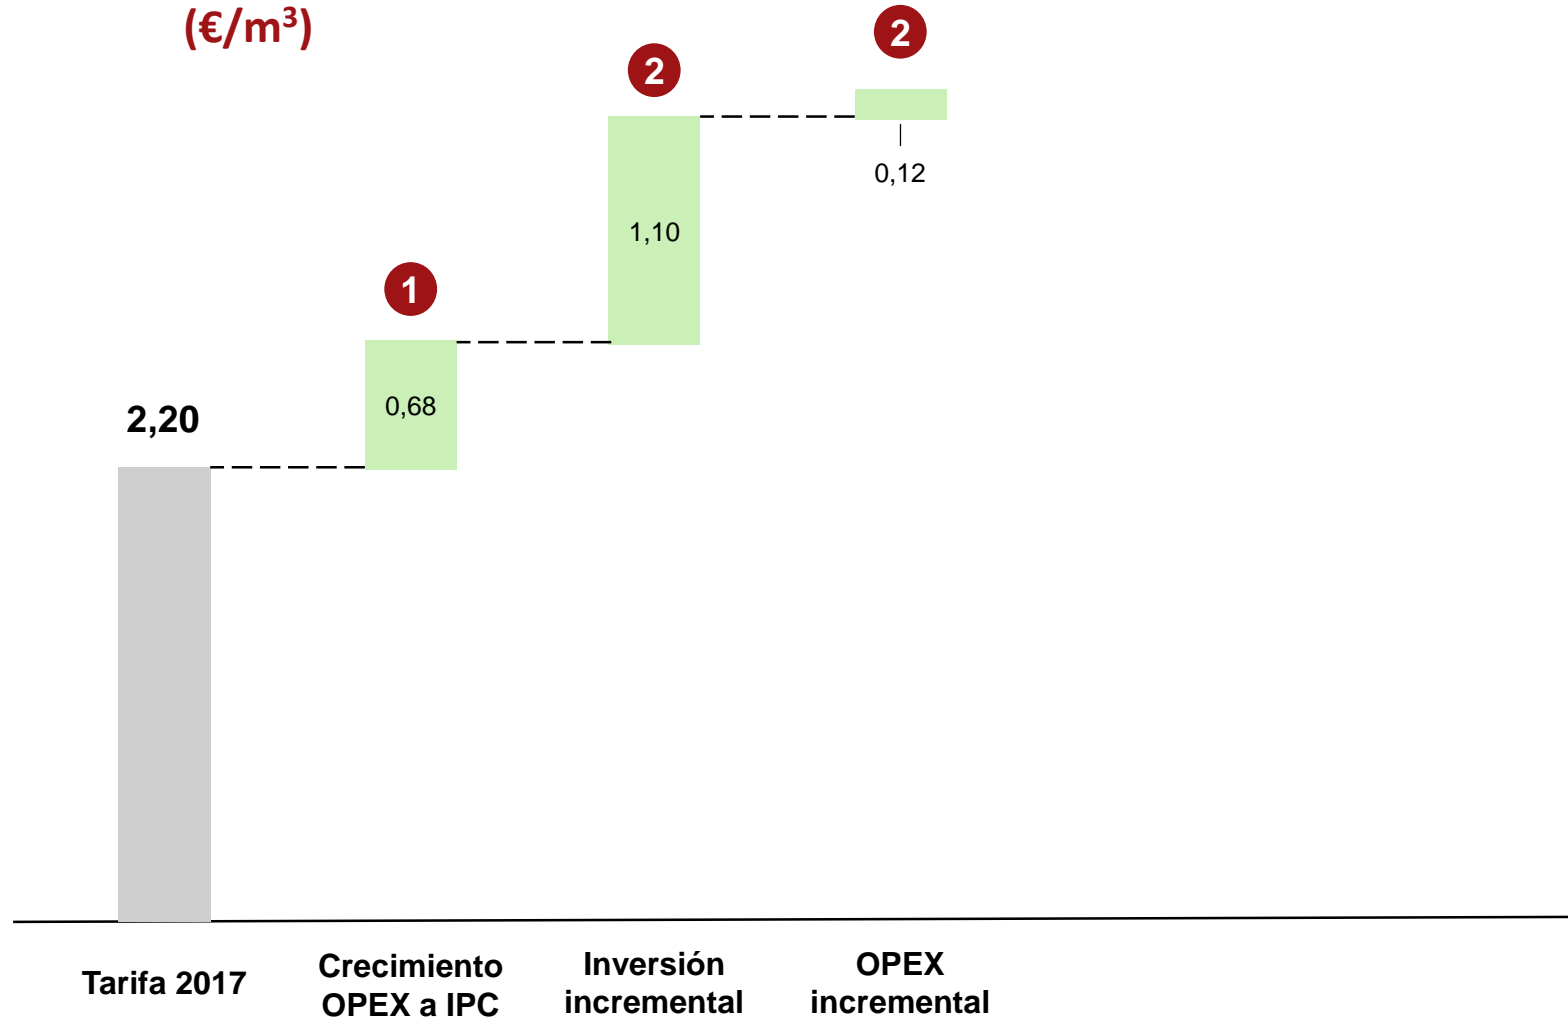 (€/m³)
2
2
0,12
1,10
1
0,68
2,20
Tarifa 2017
Crecimiento
OPEX a IPC
Inversión
incremental
OPEX
incremental